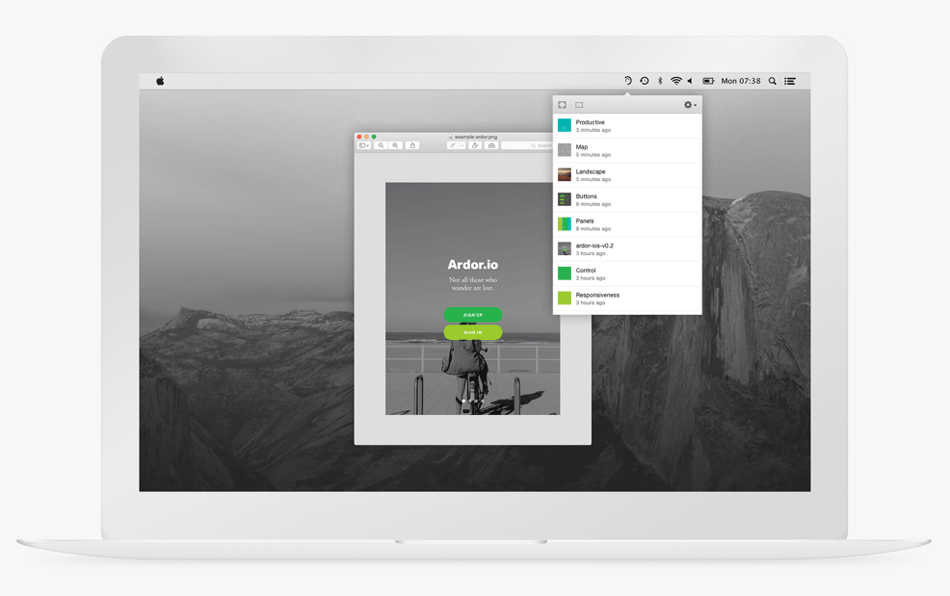 Mon 07:38
example-ardor.png
Ardor.io
Not all those who
wander are lost.
SIGN UP
SIGN IN
Productive
3 minutes ago
Map
5 minutes ago
Landscape
5 minutes ago
Buttons
6 minutes ago
Panels
8 minutes ago
ardor-ios-v0.2
3 hours ago
Control
3 hours ago
Responsiveness
3 hours ago